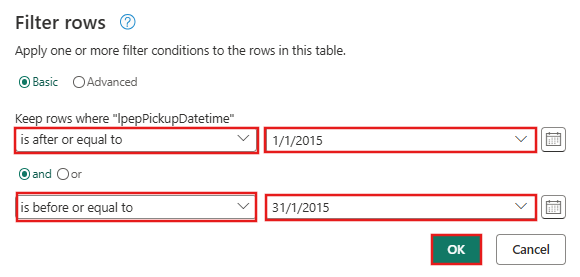 Filter rows ?
Apply one or more filter conditions to the rows in this table.
Basic Advanced
Keep rows where "lpepPickupDatetime"
is after or equal to 1/1/2015
and or
is before or equal to 31/1/2015
OK Cancel